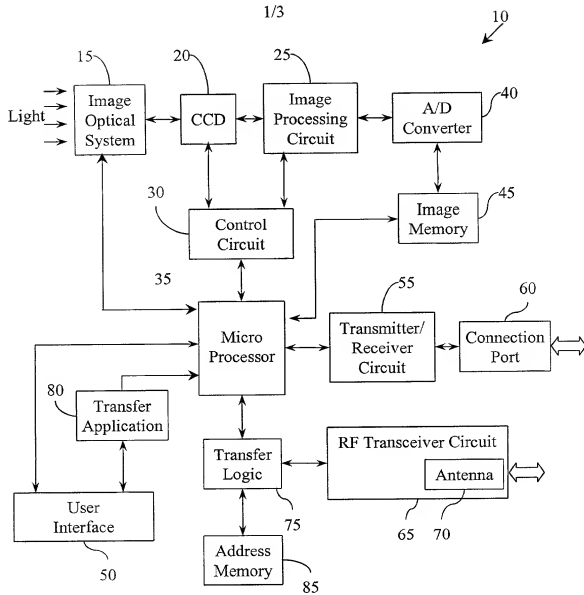 1/3
10
15
20
25
Light
Image
Optical
System
CCD
Image
Processing
Circuit
A/D
Converter
40
30
Control
Circuit
Image
Memory
45
35
Micro
Processor
55
Transmitter/
Receiver
Circuit
60
Connection
Port
80
Transfer
Application
Transfer
Logic
75
RF Transceiver Circuit
Antenna
65
70
User
Interface
50
Address
Memory
85